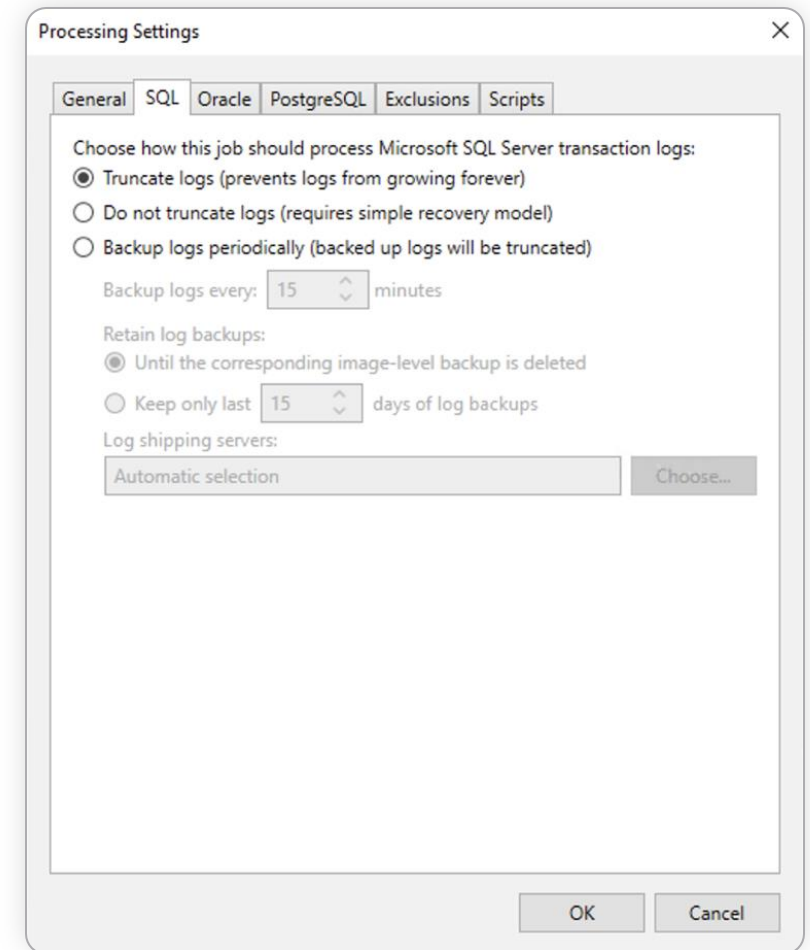 Processing Settings
General SQL Oracle PostgreSQL Exclusions Scripts
Choose how this job should process Microsoft SQL Server transaction logs:
Truncate logs (prevents logs from growing forever)
Do not truncate logs (requires simple recovery model)
Backup logs periodically (backed up logs will be truncated)
Backup logs every: 15 minutes
Retain log backups:
Until the corresponding image-level backup is deleted
Keep only last 15 days of log backups
Log shipping servers:
Automatic selection Choose...
OK Cancel